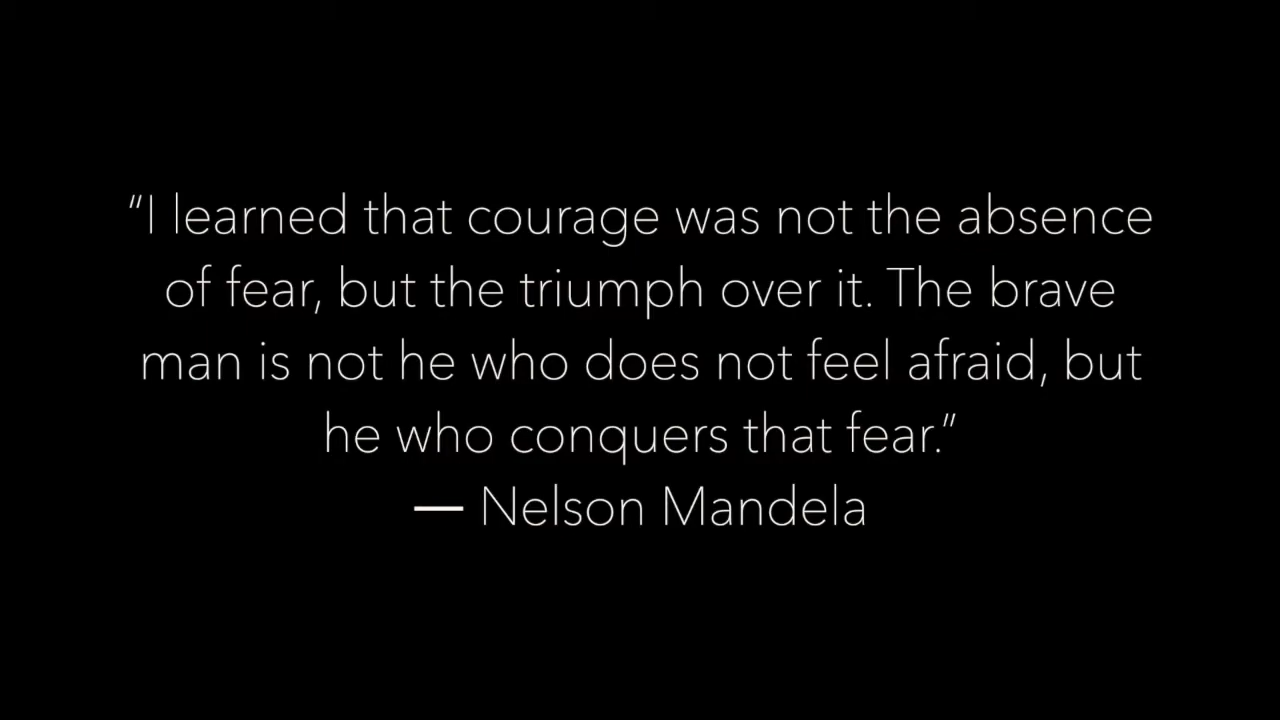 “I learned that courage was not the absence
of fear, but the triumph over it. The brave
man is not he who does not feel afraid, but
he who conquers that fear.”
— Nelson Mandela